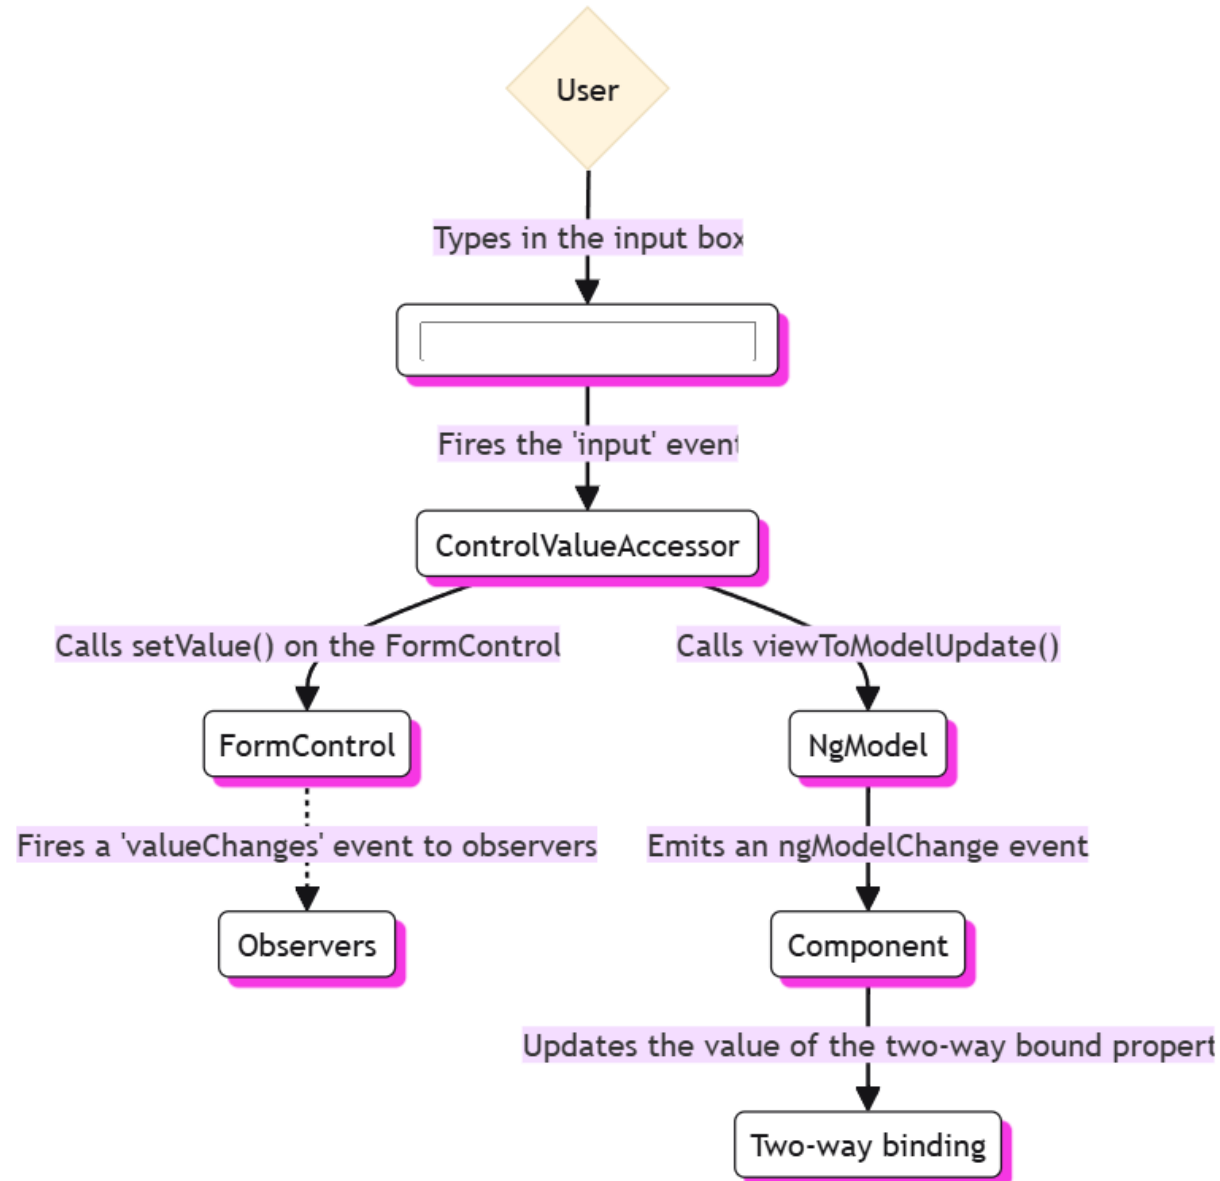 User
Types in the input box
Fires the 'input' event
ControlValueAccessor
Calls setValue() on the FormControl
Calls viewToModelUpdate()
FormControl
NgModel
Fires a 'valueChanges' event to observers
Emits an ngModelChange event
Observers
Component
Updates the value of the two-way bound propert
Two-way binding